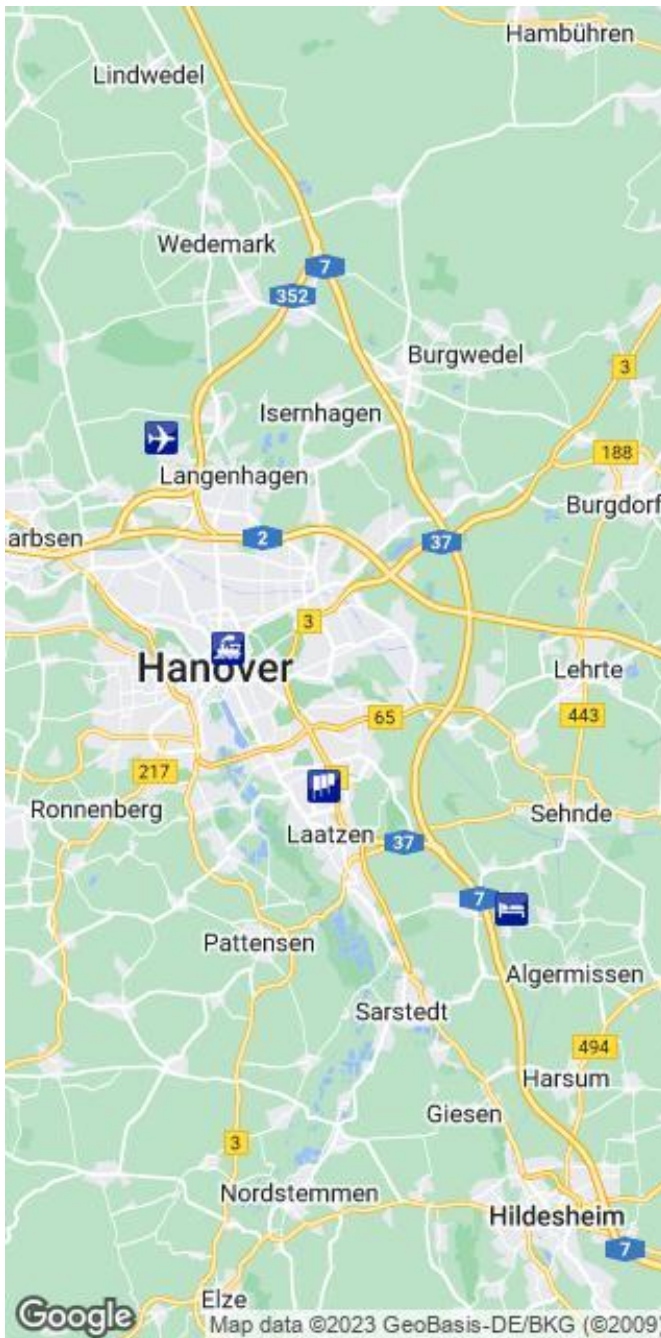 Hambühren
Lindwedel
Wedemark
7
352
Burgwedel
3
Isernhagen
188
Langenhagen
Burgdorf
arbsen
2
37
3
Hanover
Lehrte
65
443
217
Ronnenberg
Sehnde
Laatzen
37
7
Pattensen
Algermissen
Sarstedt
494
Harsum
Giesen
3
Nordstemmen
Hildesheim
7
Elze
Google
Map data ©2023 GeoBasis-DE/BKG (©2009